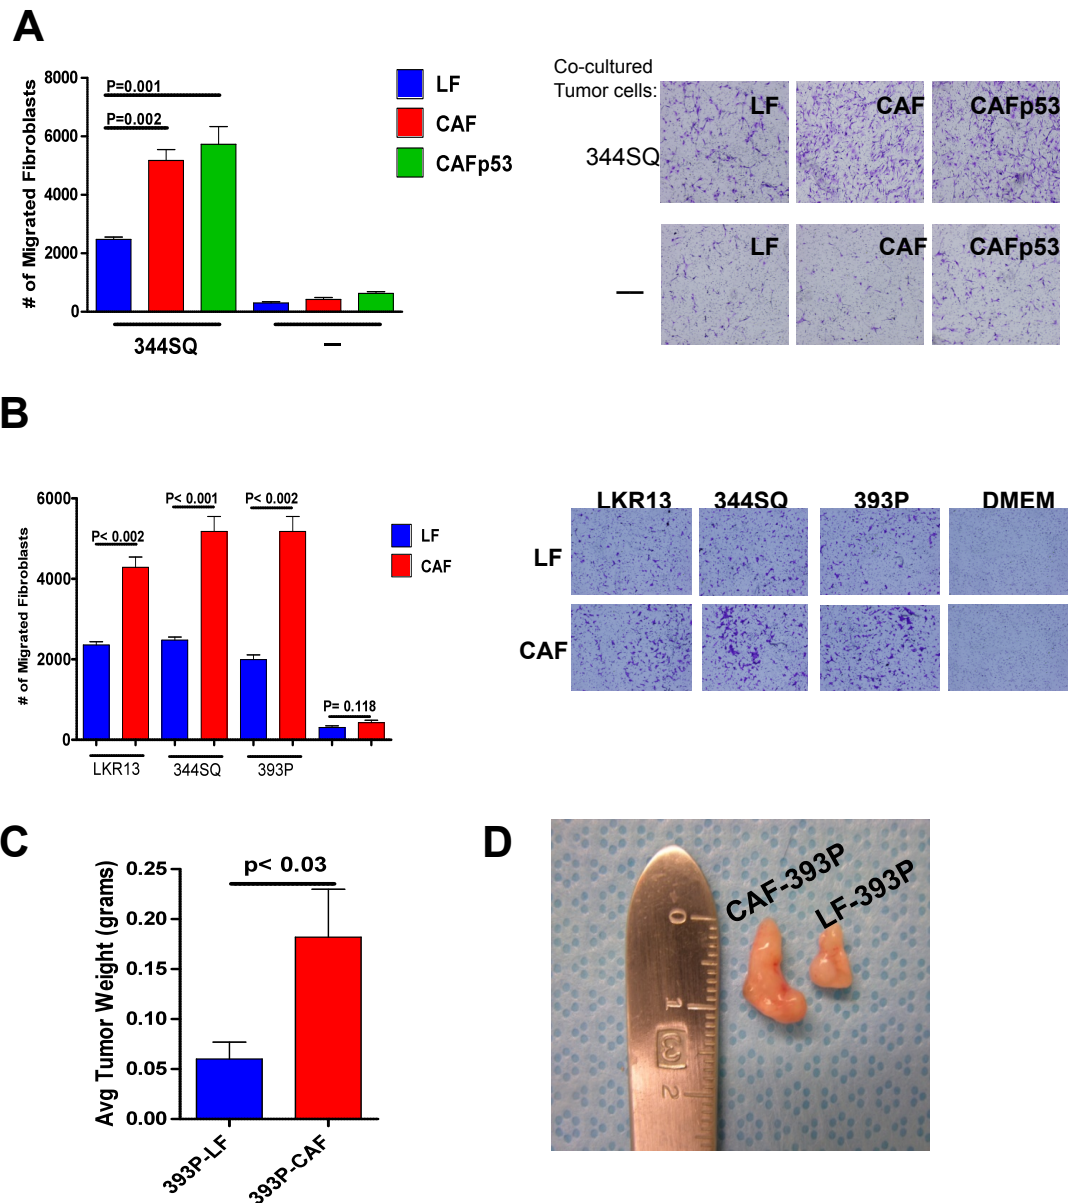 A
# of Migrated Fibroblasts
8000
6000
4000
2000
0
P=0.001
P=0.002
344SQ
—
LF
CAF
CAFp53
Co-cultured
Tumor cells:
344SQ
LF
CAF
CAFp53
—
LF
CAF
CAFp53
B
# of Migrated Fibroblasts
6000
4000
2000
0
P< 0.002
P< 0.001
P< 0.002
P= 0.118
LKR13
344SQ
393P
LF
CAF
LKR13 344SQ 393P DMEM
LF
CAF
C
Avg Tumor Weight (grams)
0.25
0.20
0.15
0.10
0.05
0.00
p< 0.03
393P-LF
393P-CAF
D
CAF-393P
LF-393P
0
1
3
2